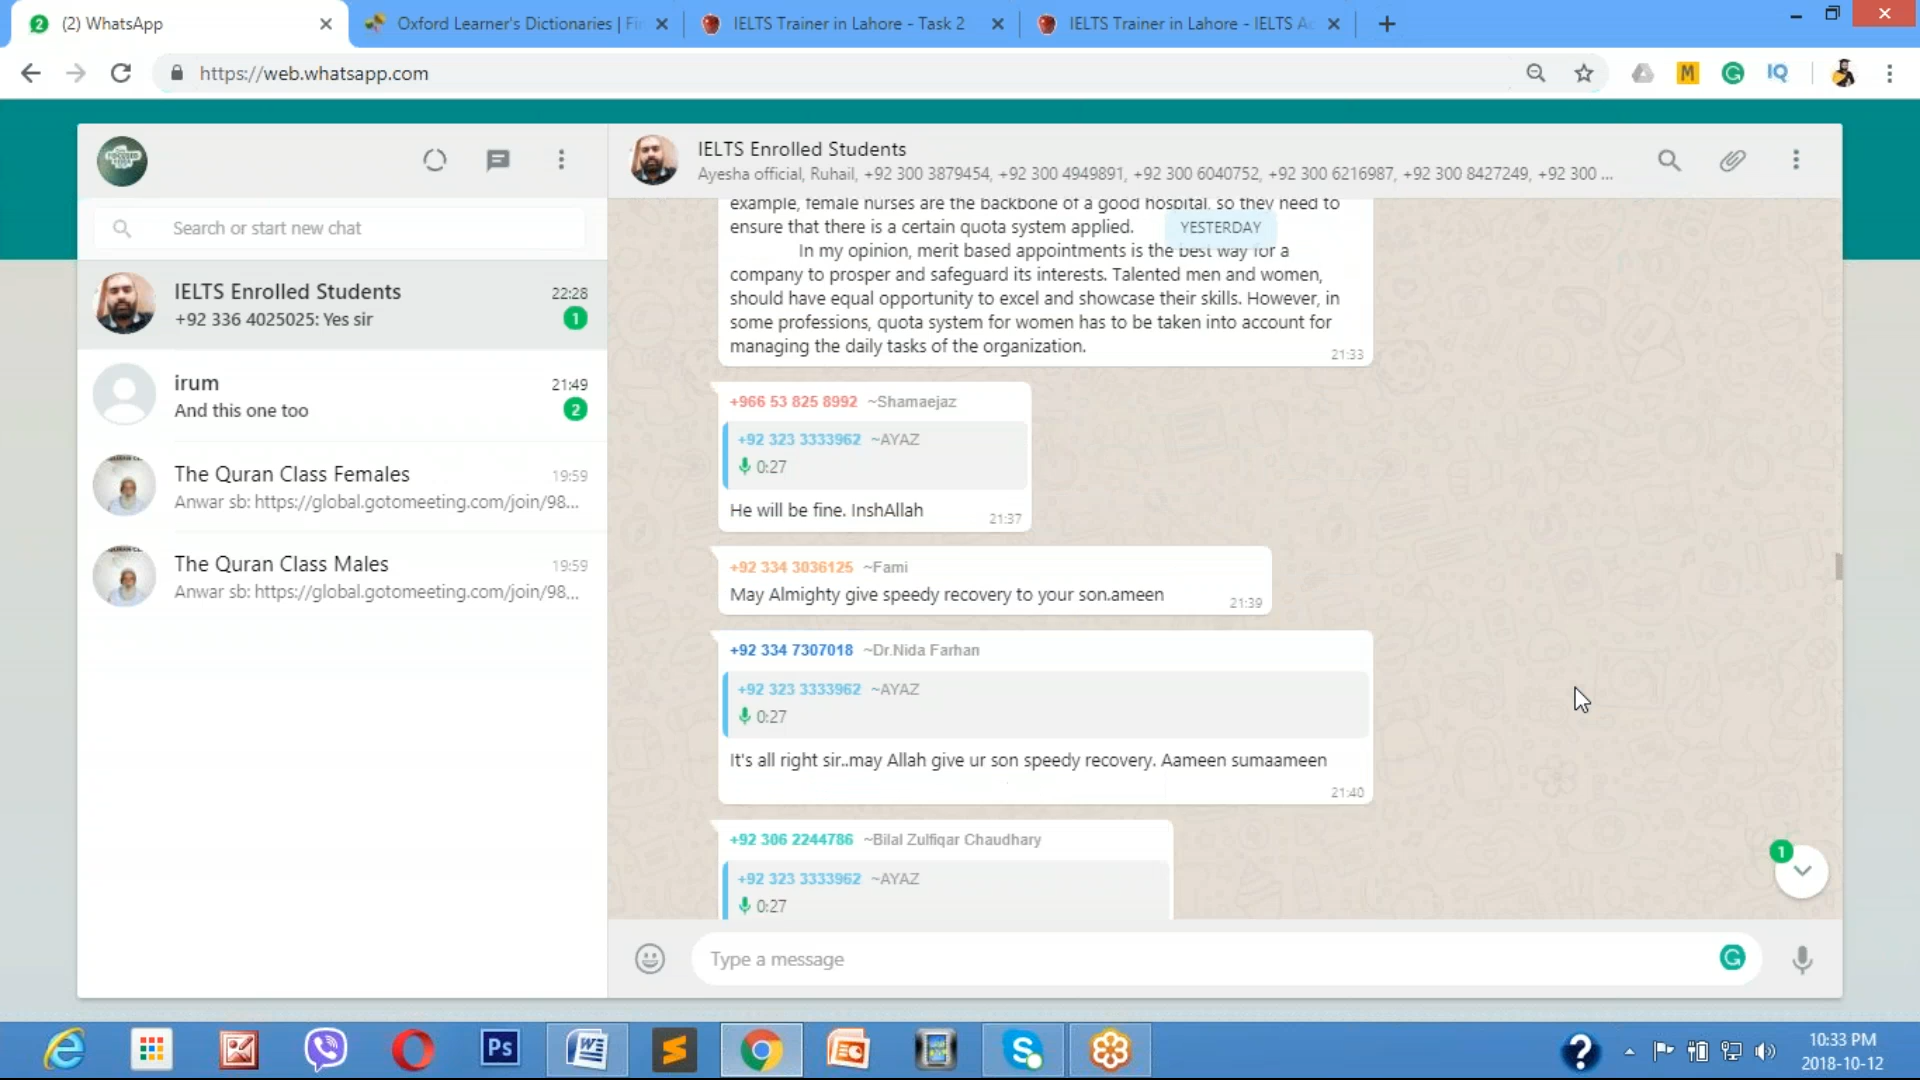 (2) WhatsApp
Oxford Learner's Dictionaries | Fi
IELTS Trainer in Lahore - Task 2
IELTS Trainer in Lahore - IELTS A
https://web.whatsapp.com
M
IQ
IELTS Enrolled Students
Ayesha official, Ruhail, +92 300 3879454, +92 300 4949891, +92 300 6040752, +92 300 6216987, +92 300 8427249, +92 300 ...
Search or start new chat
IELTS Enrolled Students 22:28
+92 336 4025025: Yes sir 1
irum 21:49
And this one too 2
The Quran Class Females 19:59
Anwar sb: https://global.gotomeeting.com/join/98...
The Quran Class Males 19:59
Anwar sb: https://global.gotomeeting.com/join/98...
example, female nurses are the backbone of a good hospital, so they need to
ensure that there is a certain quota system applied.
YESTERDAY
In my opinion, merit based appointments is the best way for a
company to prosper and safeguard its interests. Talented men and women,
should have equal opportunity to excel and showcase their skills. However, in
some professions, quota system for women has to be taken into account for
managing the daily tasks of the organization.
21:33
+966 53 825 8992 ~Shamaejaz
+92 323 3333962 ~AYAZ
0:27
He will be fine. InshAllah
21:37
+92 334 3036125 ~Fami
May Almighty give speedy recovery to your son.ameen
21:39
+92 334 7307018 ~Dr.Nida Farhan
+92 323 3333962 ~AYAZ
0:27
It's all right sir..may Allah give ur son speedy recovery. Aameen sumaameen
21:40
+92 306 2244786 ~Bilal Zulfiqar Chaudhary
+92 323 3333962 ~AYAZ
0:27
1
Type a message
Ps
10:33 PM
2018-10-12